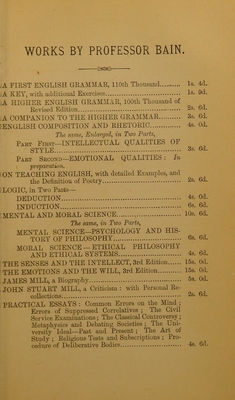 WORKS BY PROFESSOR BAIN.
A FIRST ENGLISH GRAMMAR, 110th Thousand......... 1s. 4d.
A KEY, with additional Exercises......... 1s. 9d.
A HIGHER ENGLISH GRAMMAR, 100th Thousand of
Revised Edition......... 2s. 6d.
A COMPANION TO THE HIGHER GRAMMAR......... 3s. 6d.
ENGLISH COMPOSITION AND RHETORIC......... 4s. 0d.
The same, Enlarged, in Two Parts,
PART FIRST—INTELLECTUAL QUALITIES OF
STYLE......... 3s. 6d.
PART SECOND—EMOTIONAL QUALITIES: In
preparation.
ON TEACHING ENGLISH, with detailed Examples, and
the Definition of Poetry......... 2s. 6d.
LOGIC, in Two Parts—
DEDUCTION......... 4s. 0d.
INDUCTION......... 6s. 6d.
MENTAL AND MORAL SCIENCE......... 10s. 6d.
The same, in Two Parts,
MENTAL SCIENCE—PSYCHOLOGY AND HIS-
TORY OF PHILOSOPHY......... 6s. 6d.
MORAL SCIENCE—ETHICAL PHILOSOPHY
AND ETHICAL SYSTEMS......... 4s. 6d.
THE SENSES AND THE INTELLECT, 3rd Edition... 15s. 0d.
THE EMOTIONS AND THE WILL, 3rd Edition......... 15s. 0d.
JAMES MILL, a Biography......... 5s. 0d.
JOHN STUART MILL, a Criticism: with Personal Re-
collections......... 2s. 6d.
PRACTICAL ESSAYS: Common Errors on the Mind;
Errors of Suppressed Correlatives; The Civil
Service Examinations; The Classical Controversy;
Metaphysics and Debating Societies; The Uni-
versity Ideal—Past and Present; The Art of
Study; Religious Tests and Subscriptions; Pro-
cedure of Deliberative Bodies......... 4s. 6d.